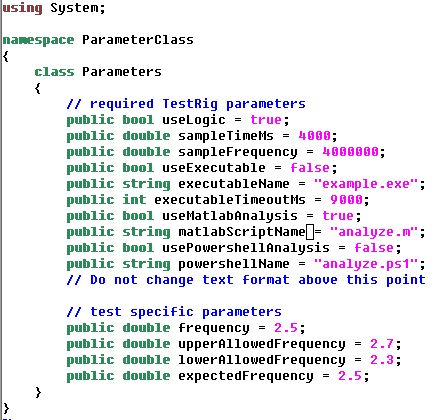 using System;
namespace ParameterClass
{
class Parameters
{
// required TestRig parameters
public bool useLogic = true;
public double sampleTimeMs = 4000;
public double sampleFrequency = 4000000;
public bool useExecutable = false;
public string executableName = "example.exe";
public int executableTimeoutMs = 9000;
public bool useMatlabAnalysis = true;
public string matlabScriptName = "analyze.m";
public bool usePowershellAnalysis = false;
public string powershellName = "analyze.ps1";
// Do not change text format above this point
// test specific parameters
public double frequency = 2.5;
public double upperAllowedFrequency = 2.7;
public double lowerAllowedFrequency = 2.3;
public double expectedFrequency = 2.5;
}
}